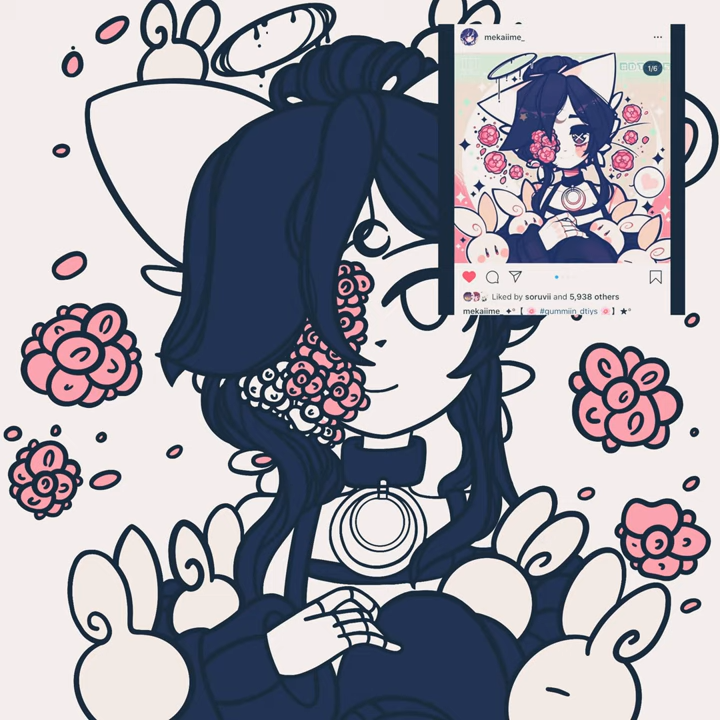 mekaiime_
1/6
Liked by soruvii and 5,938 others
mekaiime_ ✦° 【 🌸 #gummiin_dtiys 🌸 】 ★°